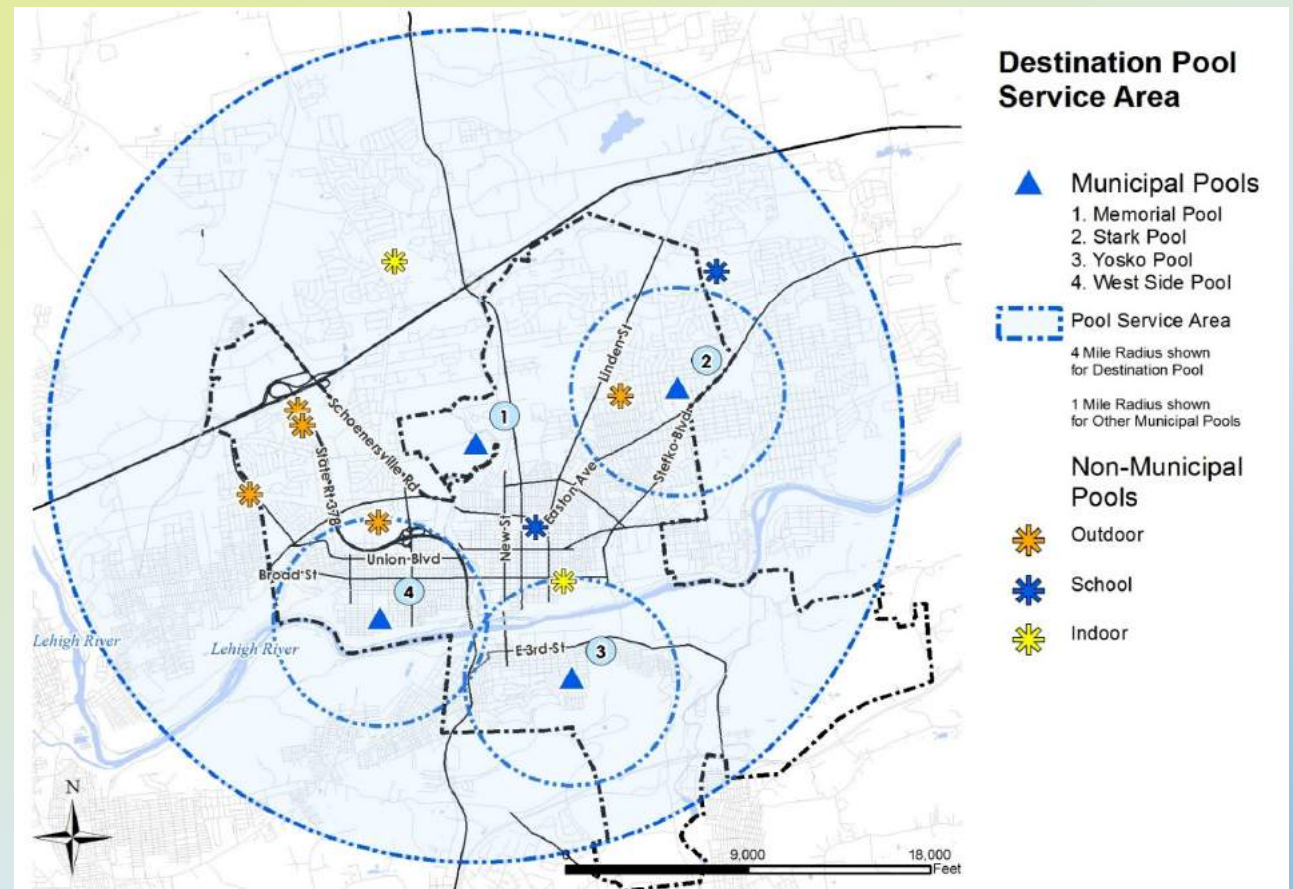 Destination Pool
Service Area
Municipal Pools
1. Memorial Pool
2. Stark Pool
3. Yosko Pool
4. West Side Pool
Pool Service Area
4 Mile Radius shown
for Destination Pool
1 Mile Radius shown
for Other Municipal Pools
Non-Municipal
Pools
Outdoor
School
Indoor
Linden-St
2
1
Schoenersville-Rd
State-Rt-378
Stefko-Blvd
Easton-Ave
New-St
Union-Blvd
Broad-St
4
Lehigh River
Lehigh River
E-3rd-St
3
N
0
9,000
18,000
Feet